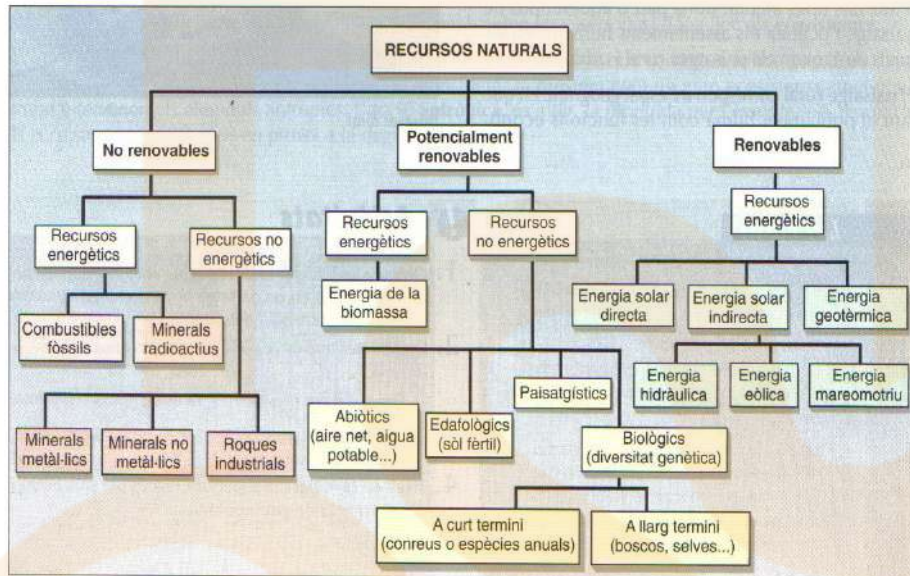 RECURSOS NATURALS
No renovables
Potencialment
renovables
Renovables
Recursos
energètics
Recursos no
energètics
Recursos
energètics
Recursos
no energètics
Recursos
energètics
Combustibles
fòssils
Minerals
radioactius
Energia de la
biomassa
Energia solar
directa
Energia solar
indirecta
Energia
geotèrmica
Minerals
metàl·lics
Minerals no
metàl·lics
Roques
industrials
Abiòtics
(aire net, aigua
potable...)
Edafològics
(sòl fèrtil)
Paisatgístics
Biològics
(diversitat genètica)
Energia
hidràulica
Energia
eòlica
Energia
mareomotriu
A curt termini
(conreus o espècies anuals)
A llarg termini
(boscos, selves...)